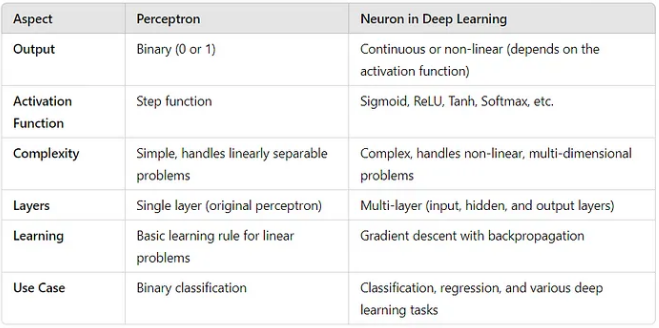 Aspect Perceptron Neuron in Deep Learning
Output Binary (0 or 1) Continuous or non-linear (depends on the
activation function)
Activation Step function Sigmoid, ReLU, Tanh, Softmax, etc.
Function
Complexity Simple, handles linearly separable Complex, handles non-linear, multi-dimensional
problems problems
Layers Single layer (original perceptron) Multi-layer (input, hidden, and output layers)
Learning Basic learning rule for linear Gradient descent with backpropagation
problems
Use Case Binary classification Classification, regression, and various deep
learning tasks